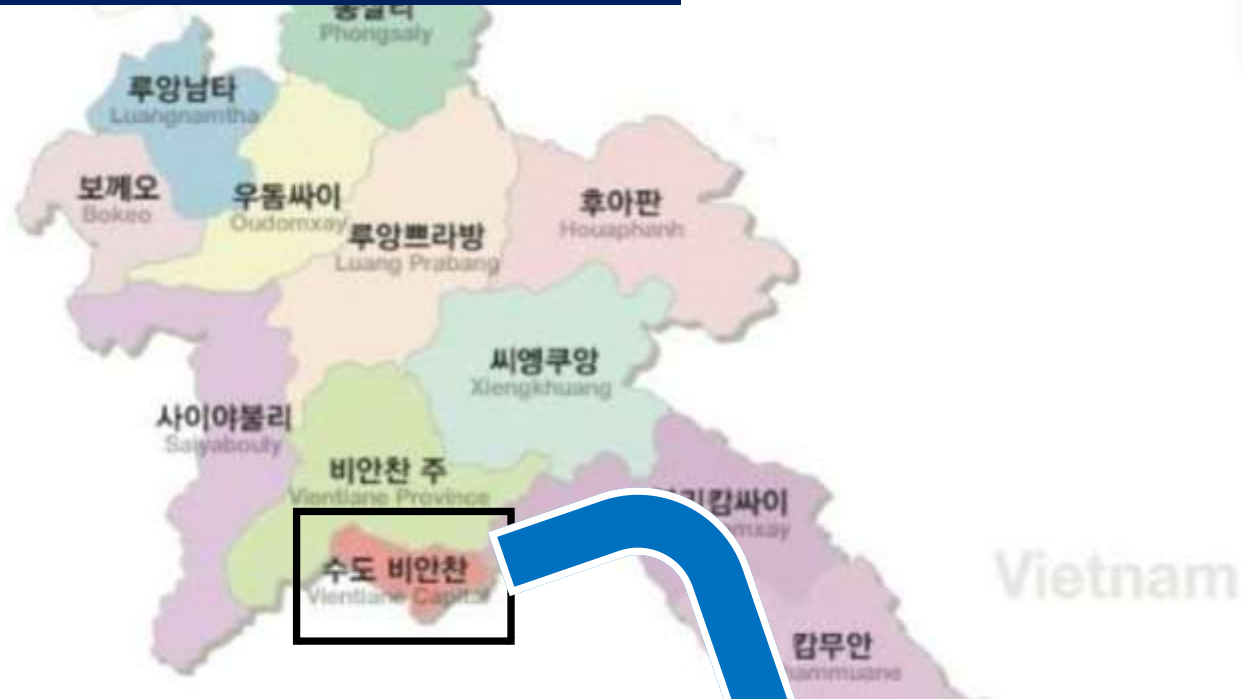 Phongsaly
루앙남타
Luangnamtha
보께오
Bokeo
우돔싸이
Oudomxay
루앙쁘라방
Luang Prabang
후아판
Houaphanh
씨엥쿠앙
Xiengkhuang
사이야불리
Saiyabouly
비안찬 주
Vientiane Province
수도 비안찬
Vientiane Capital
Vietnam
캄무안